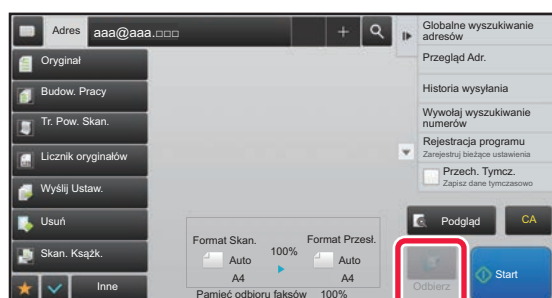 Adres aaa@aaa.□□□
Oryginał
Budow. Pracy
Tr. Pow. Skan.
Licznik oryginałów
Wyślij Ustaw.
Usuń
Skan. Książk.
Inne
Format Skan.
100%
Format Przesł.
Auto
A4
Auto
A4
Pamięć odbioru faksów 100%
Globalne wyszukiwanie
adresów
Przegląd Adr.
Historia wysyłania
Wywołaj wyszukiwanie
numerów
Rejestracja programu
Zarejestruj bieżące ustawienia
Przech. Tymcz.
Zapisz dane tymczasowo
Podgląd
CA
Odbierz
Start